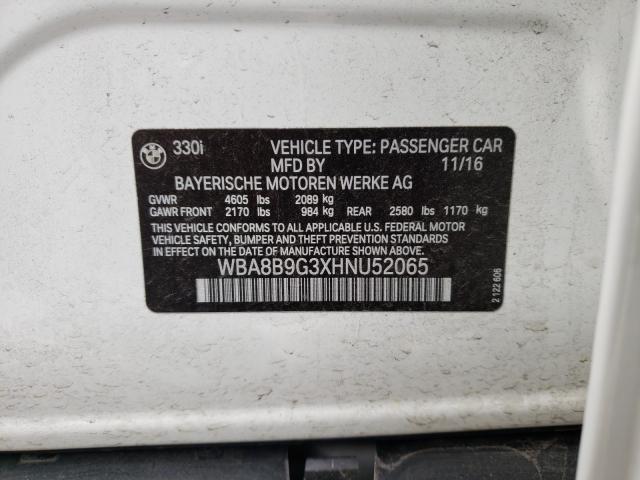 BMW 330i VEHICLE TYPE: PASSENGER CAR
MFD BY 11/16
BAYERISCHE MOTOREN WERKE AG
GVWR 4605 lbs 2089 kg
GAWR FRONT 2170 lbs 984 kg REAR 2580 lbs 1170 kg
THIS VEHICLE CONFORMS TO ALL APPLICABLE U.S. FEDERAL MOTOR
VEHICLE SAFETY, BUMPER AND THEFT PREVENTION STANDARDS
IN EFFECT ON THE DATE OF MANUFACTURE SHOWN ABOVE.
WBA8B9G3XHNU52065
2 122 606